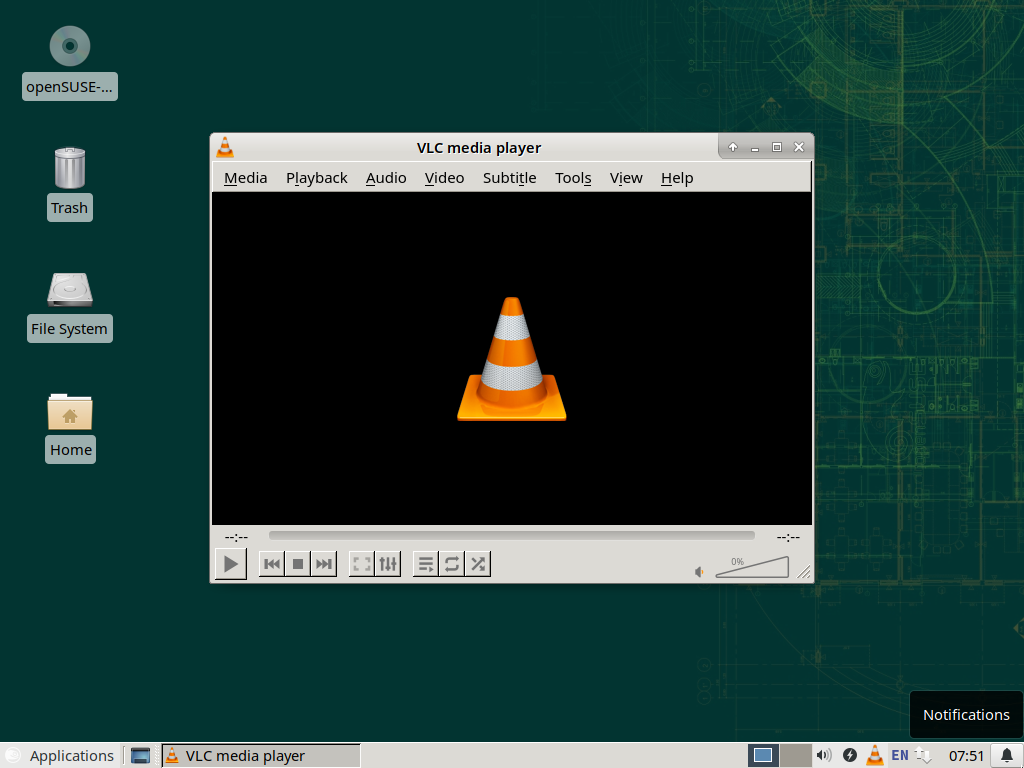 openSUSE-...
Trash
File System
Home
VLC media player
Media Playback Audio Video Subtitle Tools View Help
--:-- --:--
0%
Notifications
Applications VLC media player EN 07:51